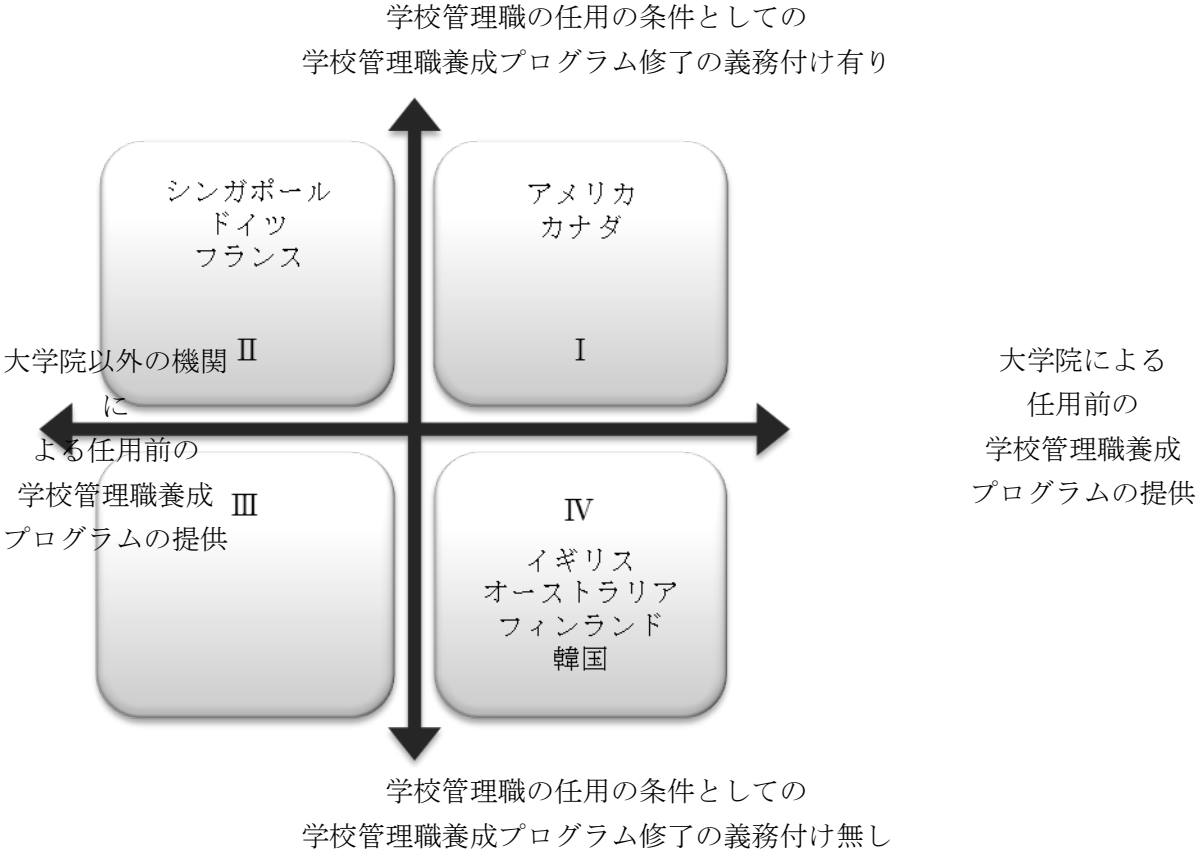 学校管理職の任用の条件としての
学校管理職養成プログラム修了の義務付け有り
シンガポール
ドイツ
フランス
Ⅱ
アメリカ
カナダ
Ⅰ
大学院以外の機関
に
よる任用前の
学校管理職養成
プログラムの提供
大学院による
任用前の
学校管理職養成
プログラムの提供
Ⅲ
Ⅳ
イギリス
オーストラリア
フィンランド
韓国
学校管理職の任用の条件としての
学校管理職養成プログラム修了の義務付け無し